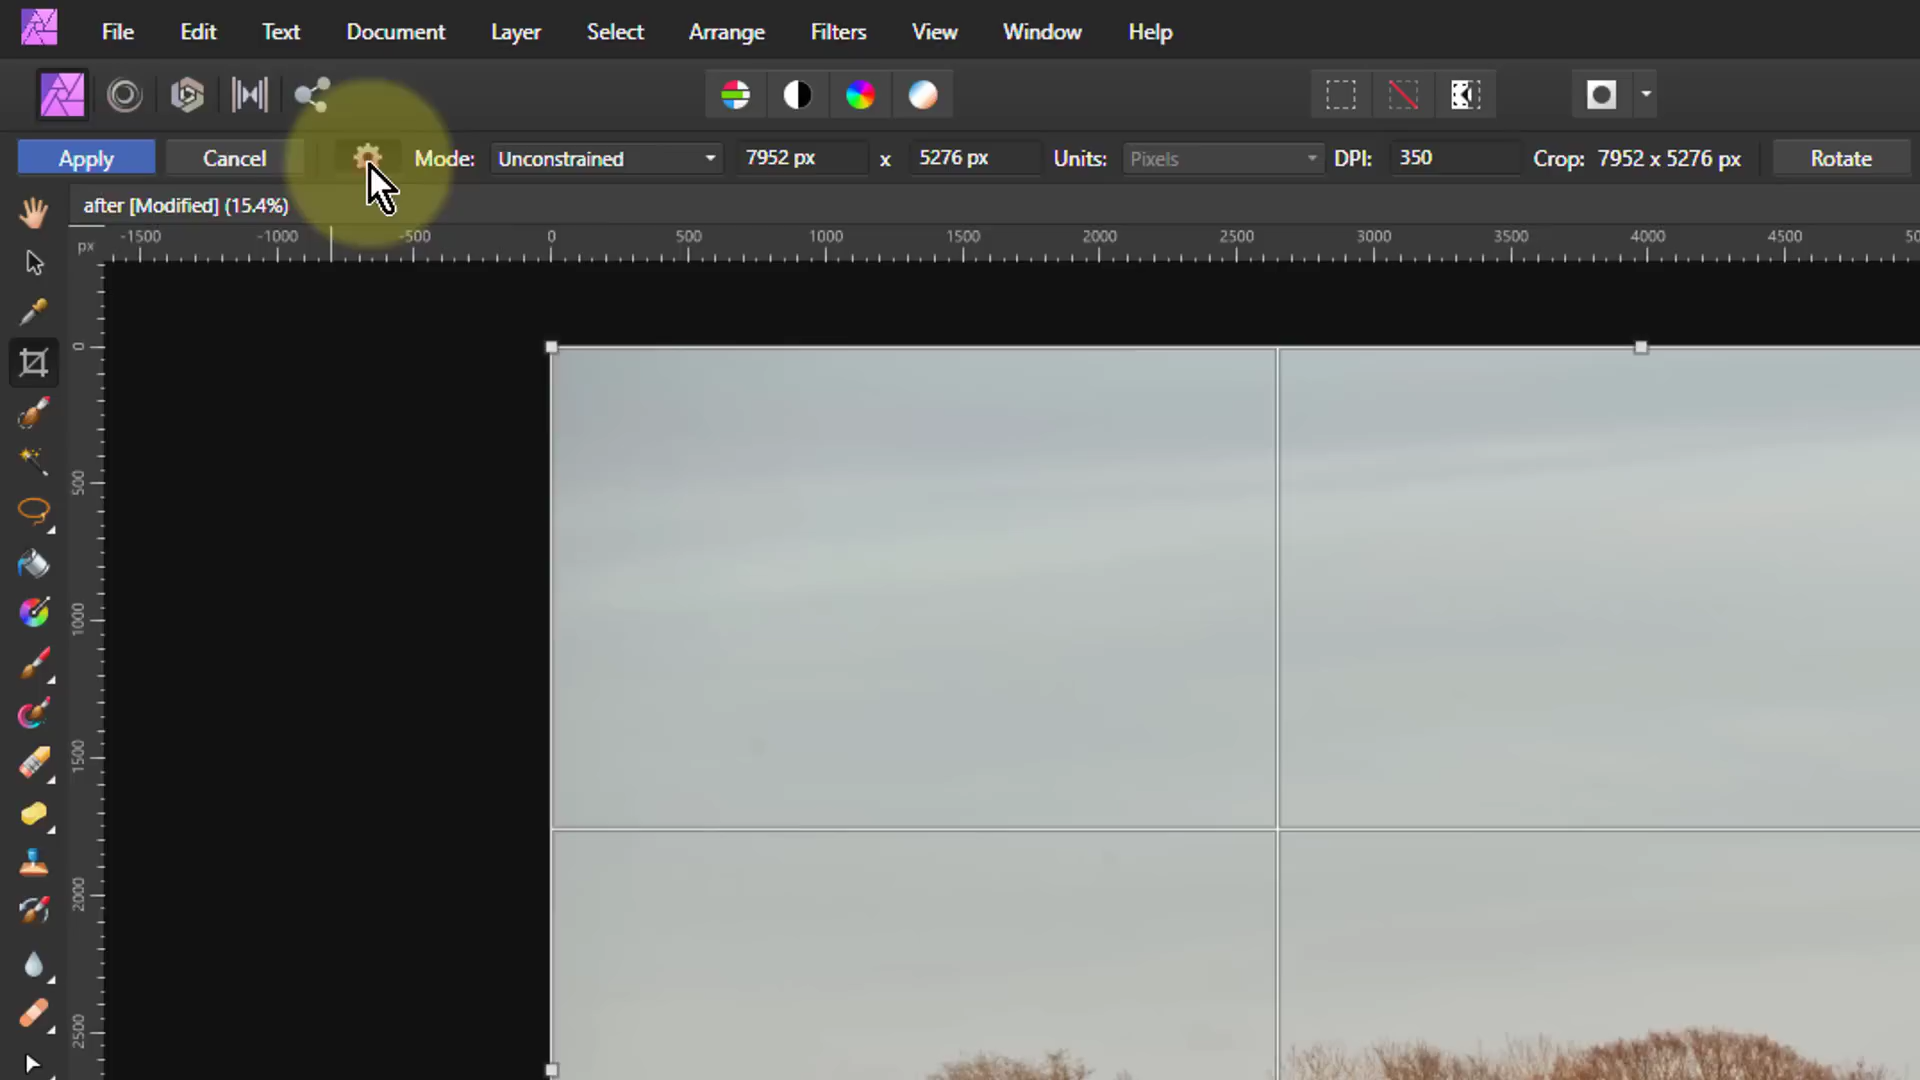 File Edit Text Document Layer Select Arrange Filters View Window Help
Apply Cancel Mode: Unconstrained 7952 px x 5276 px Units: Pixels DPI: 350 Crop: 7952 x 5276 px Rotate
after [Modified] (15.4%)
px -1500 -1000 -500 0 500 1000 1500 2000 2500 3000 3500 4000 4500 50
0
500
1000
1500
2000
2500